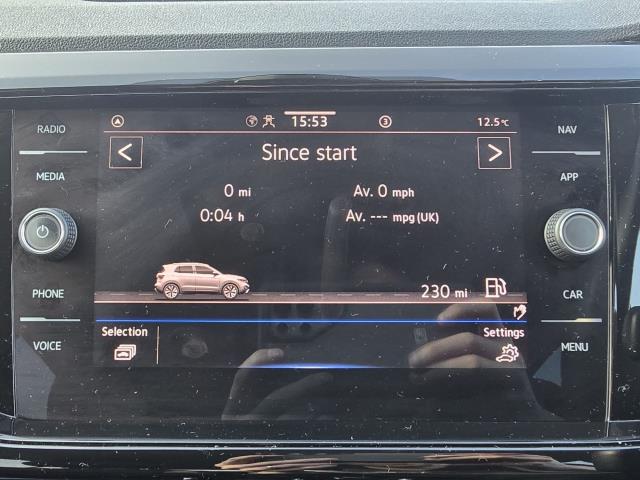 RADIO
MEDIA
PHONE
VOICE
3
15:53
12.5°C
<
Since start
>
0 mi
Av. 0 mph
0:04 h
Av. --- mpg (UK)
230 mi
Selection
Settings
NAV
APP
CAR
MENU